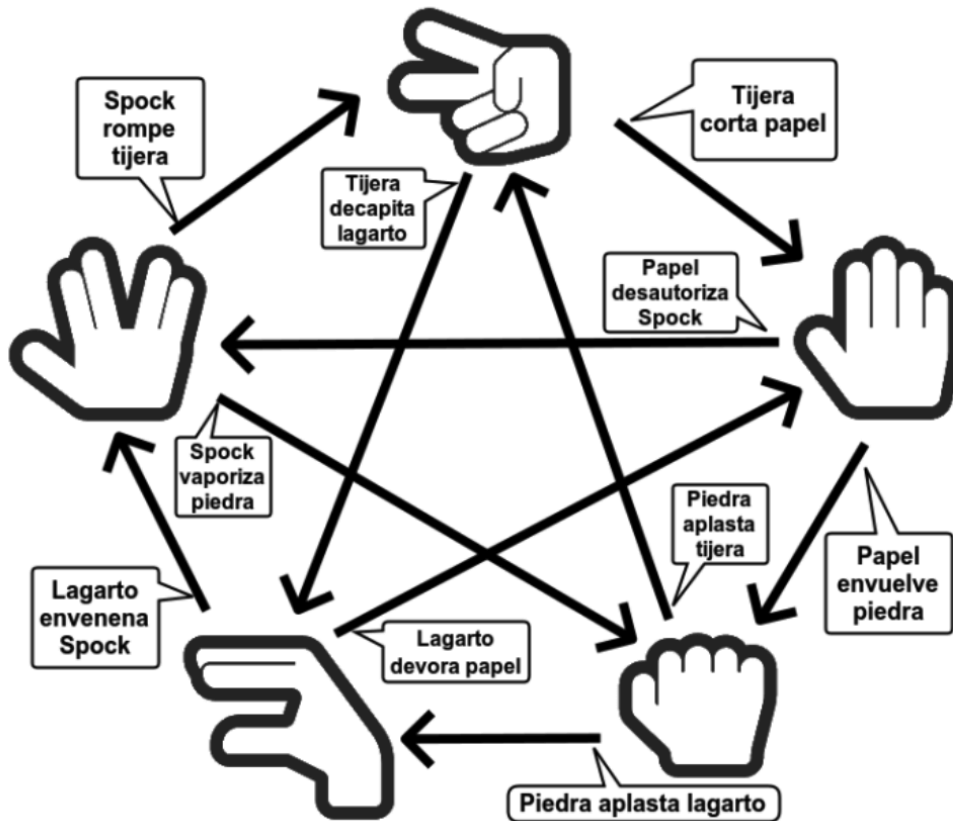 Spock
rompe
tijera
Tijera
corta papel
Tijera
decapita
lagarto
Papel
desautoriza
Spock
Spock
vaporiza
piedra
Piedra
aplasta
tijera
Papel
envuelve
piedra
Lagarto
envenena
Spock
Lagarto
devora papel
Piedra aplasta lagarto